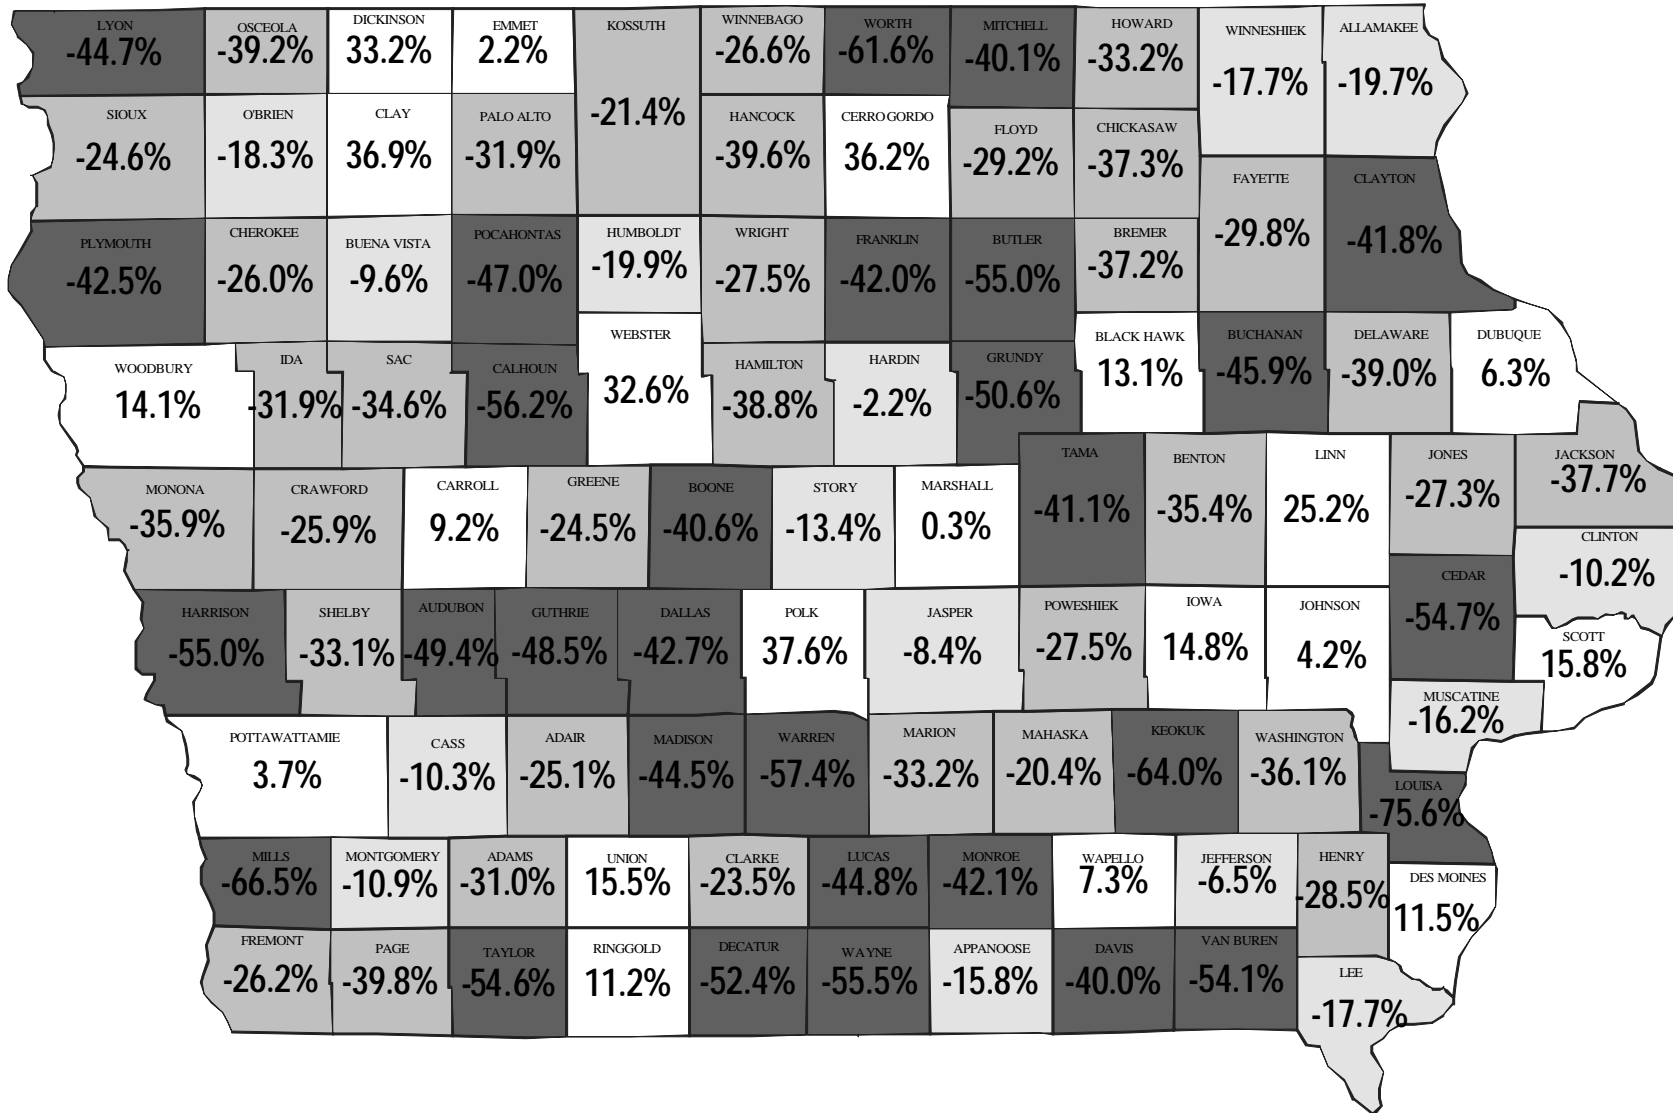 LYON
-44.7%
OSCEOLA
-39.2%
DICKINSON
33.2%
EMMET
2.2%
KOSSUTH
-21.4%
WINNEBAGO
-26.6%
WORTH
-61.6%
MITCHELL
-40.1%
HOWARD
-33.2%
WINNESHIEK
-17.7%
ALLAMAKEE
-19.7%
SIOUX
-24.6%
O'BRIEN
-18.3%
CLAY
36.9%
PALO ALTO
-31.9%
HANCOCK
-39.6%
CERRO GORDO
36.2%
FLOYD
-29.2%
CHICKASAW
-37.3%
FAYETTE
-29.8%
CLAYTON
-41.8%
PLYMOUTH
-42.5%
CHEROKEE
-26.0%
BUENA VISTA
-9.6%
POCAHONTAS
-47.0%
HUMBOLDT
-19.9%
WRIGHT
-27.5%
FRANKLIN
-42.0%
BUTLER
-55.0%
BREMER
-37.2%
WOODBURY
14.1%
IDA
-31.9%
SAC
-34.6%
CALHOUN
-56.2%
WEBSTER
32.6%
HAMILTON
-38.8%
HARDIN
-2.2%
GRUNDY
-50.6%
BLACK HAWK
13.1%
BUCHANAN
-45.9%
DELAWARE
-39.0%
DUBUQUE
6.3%
MONONA
-35.9%
CRAWFORD
-25.9%
CARROLL
9.2%
GREENE
-24.5%
BOONE
-40.6%
STORY
-13.4%
MARSHALL
0.3%
TAMA
-41.1%
BENTON
-35.4%
LINN
25.2%
JONES
-27.3%
JACKSON
-37.7%
CLINTON
-10.2%
HARRISON
-55.0%
SHELBY
-33.1%
AUDUBON
-49.4%
GUTHRIE
-48.5%
DALLAS
-42.7%
POLK
37.6%
JASPER
-8.4%
POWESHIEK
-27.5%
IOWA
14.8%
JOHNSON
4.2%
CEDAR
-54.7%
SCOTT
15.8%
MUSCATINE
-16.2%
POTTAWATTAMIE
3.7%
CASS
-10.3%
ADAIR
-25.1%
MADISON
-44.5%
WARREN
-57.4%
MARION
-33.2%
MAHASKA
-20.4%
KEOKUK
-64.0%
WASHINGTON
-36.1%
LOUISA
-75.6%
MILLS
-66.5%
MONTGOMERY
-10.9%
ADAMS
-31.0%
UNION
15.5%
CLARKE
-23.5%
LUCAS
-44.8%
MONROE
-42.1%
WAPELLO
7.3%
JEFFERSON
-6.5%
HENRY
-28.5%
DES MOINES
11.5%
FREMONT
-26.2%
PAGE
-39.8%
TAYLOR
-54.6%
RINGGOLD
11.2%
DECATUR
-52.4%
WAYNE
-55.5%
APPANOOSE
-15.8%
DAVIS
-40.0%
VAN BUREN
-54.1%
LEE
-17.7%